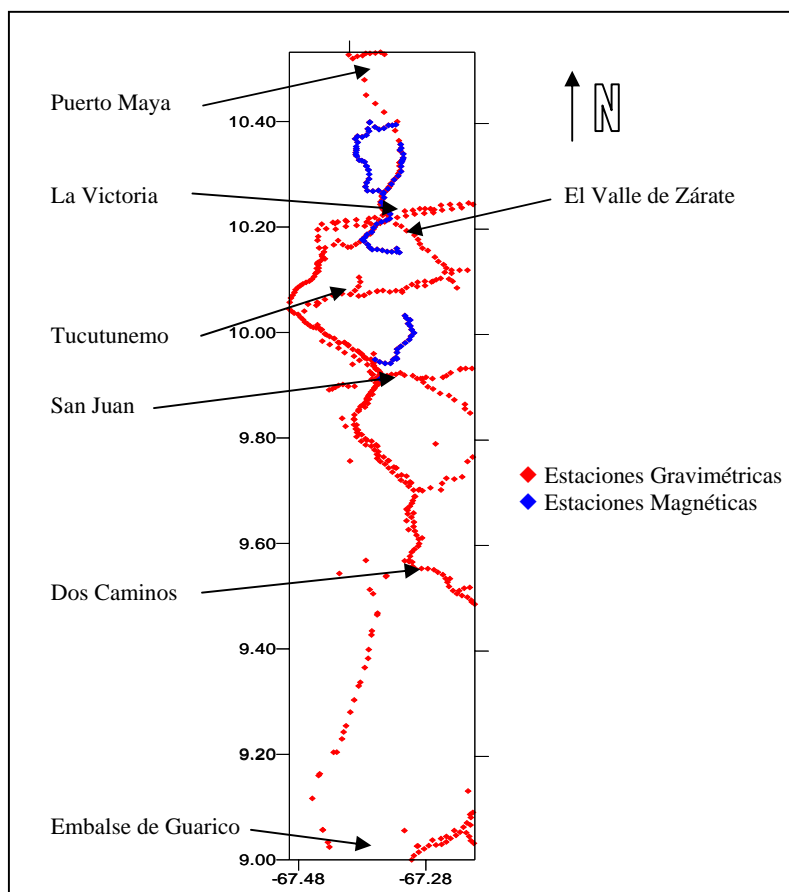 Puerto Maya
N
10.40
La Victoria
El Valle de Zárate
10.20
Tucutunemo
10.00
San Juan
9.80
Estaciones Gravimétricas
Estaciones Magnéticas
9.60
Dos Caminos
9.40
9.20
Embalse de Guarico
9.00
-67.48
-67.28